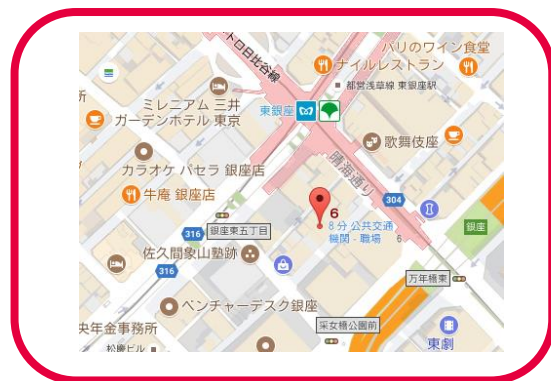 トロ日比谷線
パリのワイン食堂
ナイルレストラン
都営浅草線 東銀座駅
所
ミレニアム 三井
ガーデンホテル 東京
東銀座
歌舞伎座
カラオケ パセラ 銀座店
晴海通り
牛庵 銀座店
304
6
8 分 公共交通
機関 - 職場
6
銀座
316
銀座東五丁目
佐久間象山塾跡
316
万年橋東
ベンチャーデスク銀座
采女橋公園前
央年金事務所
松慶ビル
東劇